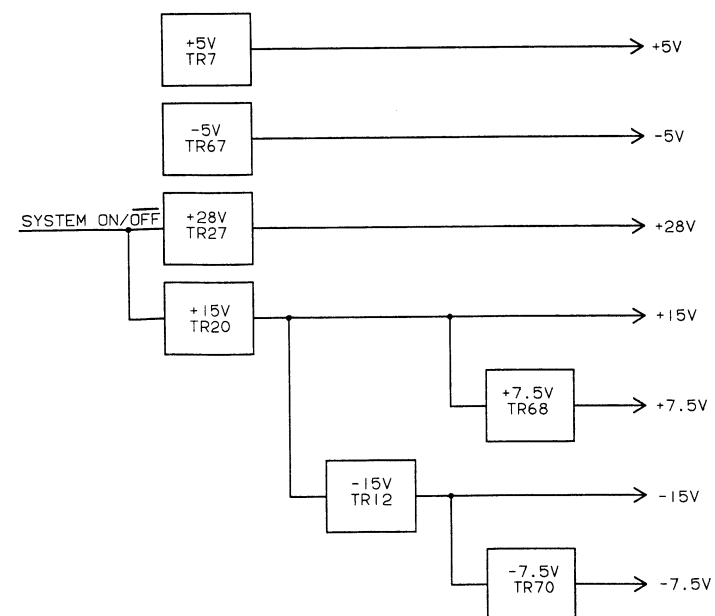 +5V
TR7
+5V
-5V
TR67
-5V
SYSTEM ON/O̅F̅F̅
+28V
TR27
+28V
+15V
TR20
+15V
+7.5V
TR68
+7.5V
-15V
TR12
-15V
-7.5V
TR70
-7.5V